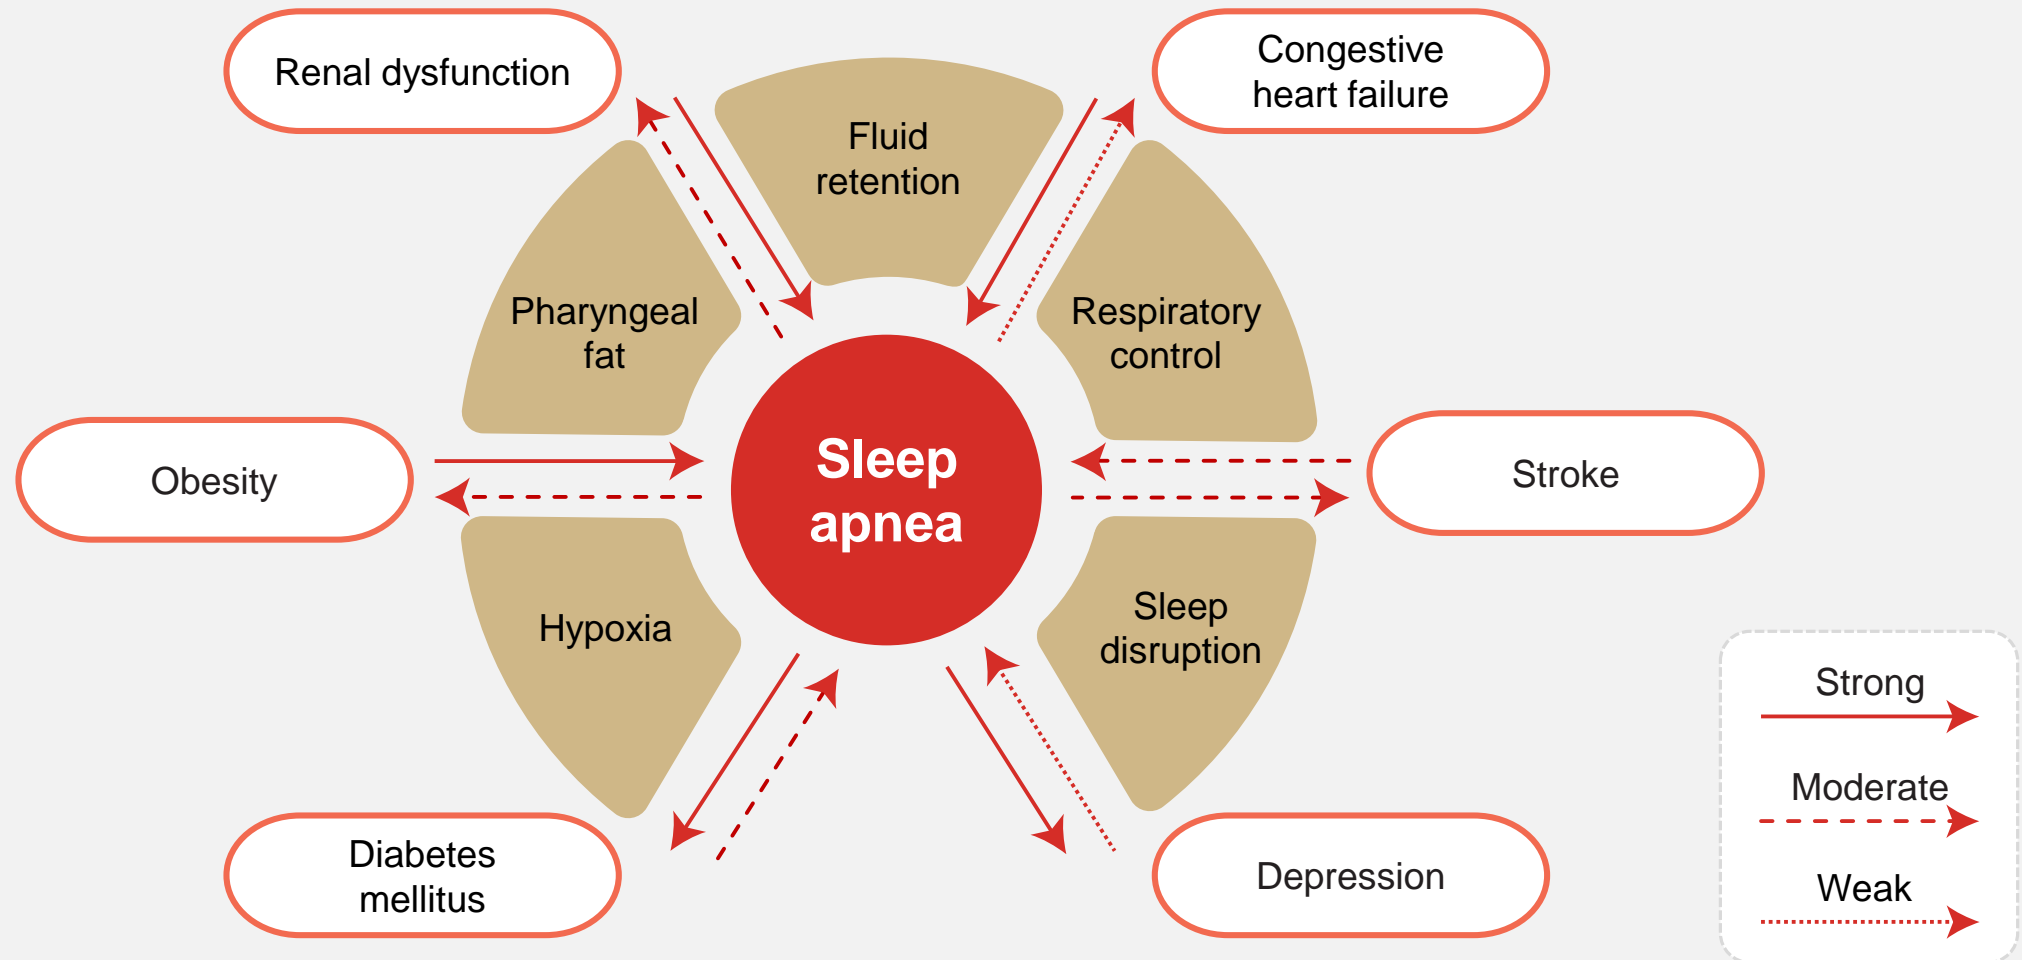 Renal dysfunction
Congestive
heart failure
Fluid
retention
Pharyngeal
fat
Respiratory
control
Obesity
Sleep
apnea
Stroke
Hypoxia
Sleep
disruption
Diabetes
mellitus
Depression
Strong
Moderate
Weak